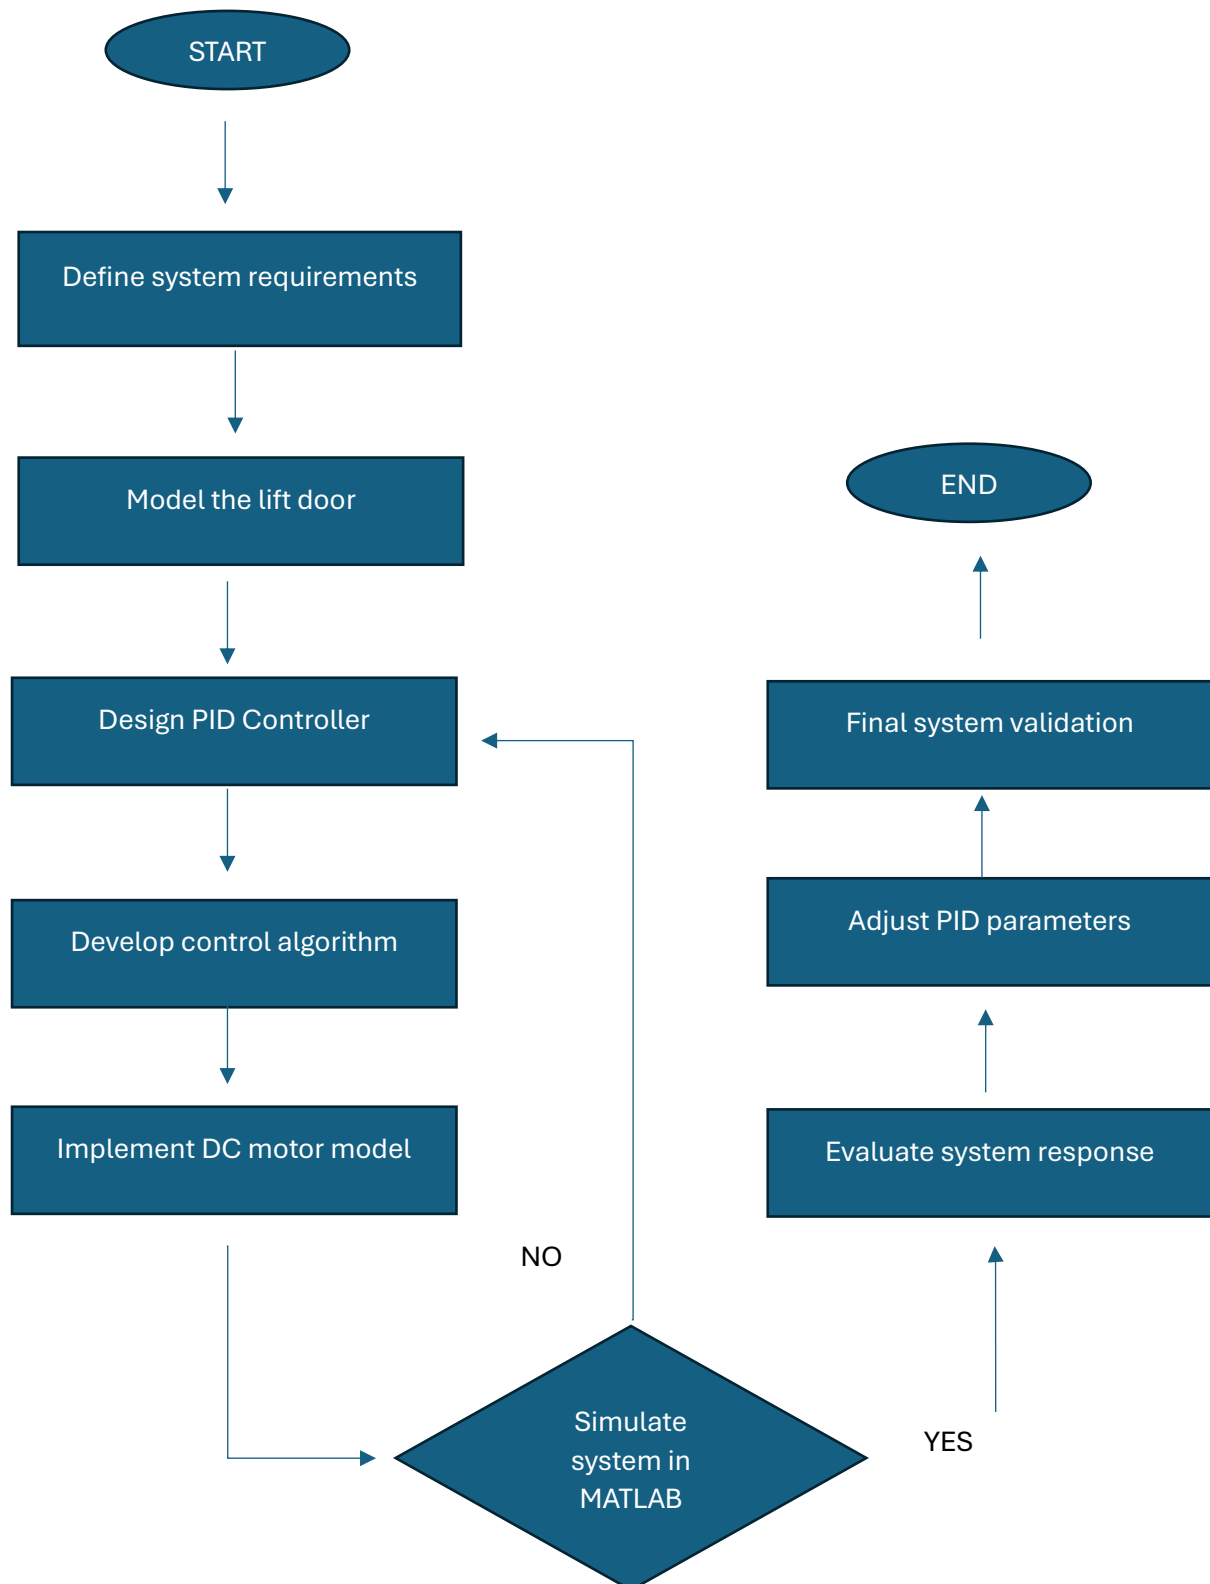 START
Define system requirements
Model the lift door
Design PID Controller
Develop control algorithm
Implement DC motor model
NO
Simulate
system in
MATLAB
YES
Evaluate system response
Adjust PID parameters
Final system validation
END